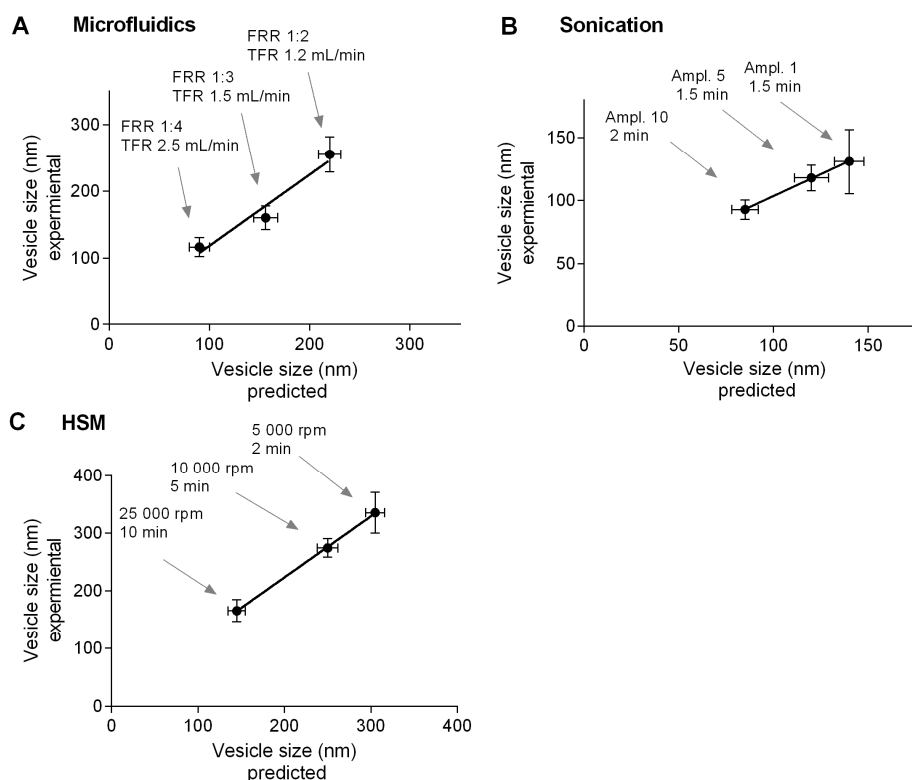 A Microfluidics
FRR 1:2
TFR 1.2 mL/min
FRR 1:3
TFR 1.5 mL/min
FRR 1:4
TFR 2.5 mL/min
Vesicle size (nm)
expermiental
300
200
100
0
0 100 200 300
Vesicle size (nm)
predicted
B Sonication
Ampl. 1
1.5 min
Ampl. 5
1.5 min
Ampl. 10
2 min
Vesicle size (nm)
expermiental
150
100
50
0
0 50 100 150
Vesicle size (nm)
predicted
C HSM
5 000 rpm
2 min
10 000 rpm
5 min
25 000 rpm
10 min
Vesicle size (nm)
expermiental
400
300
200
100
0
0 100 200 300 400
Vesicle size (nm)
predicted